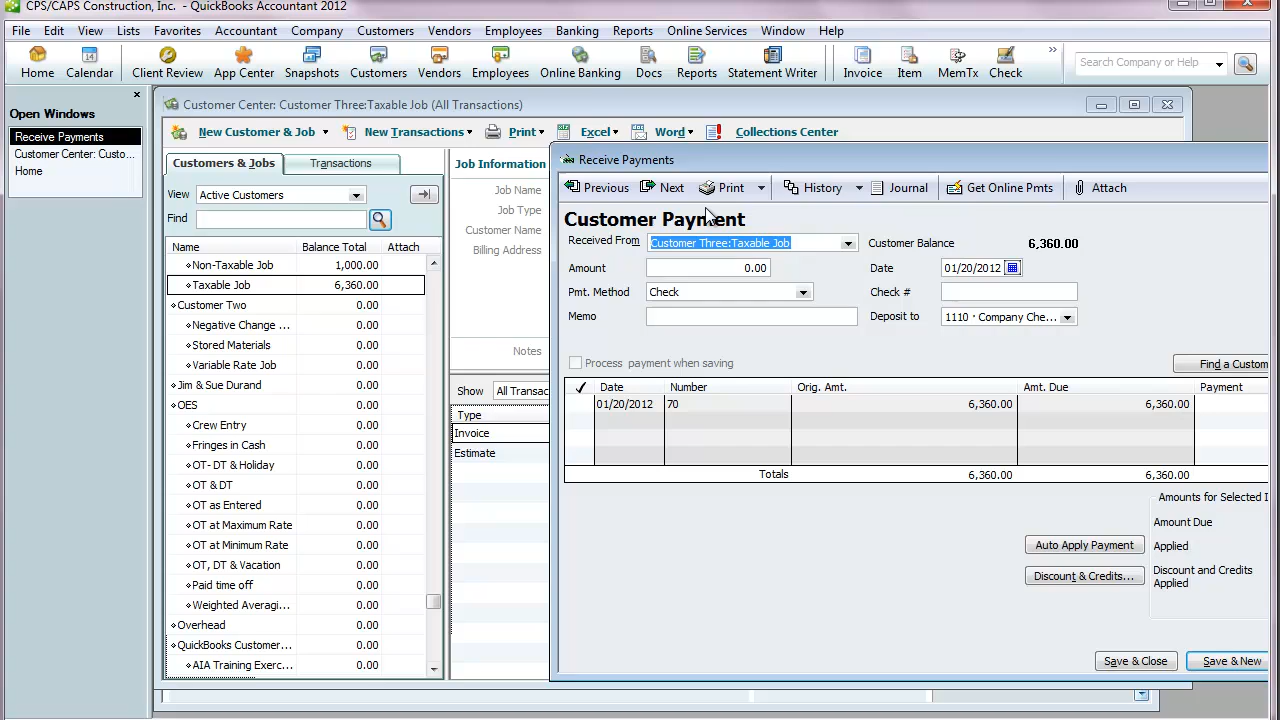 CPS/CAPS Construction, Inc. - QuickBooks Accountant 2012
File Edit View Lists Favorites Accountant Company Customers Vendors Employees Banking Reports Online Services Window Help
Home Calendar Client Review App Center Snapshots Customers Vendors Employees Online Banking Docs Reports Statement Writer Invoice Item MemTx Check Search Company or Help
Open Windows
Receive Payments
Customer Center: Custo...
Home
Customer Center: Customer Three:Taxable Job (All Transactions)
New Customer & Job New Transactions Print Excel Word Collections Center
Customers & Jobs Transactions
View Active Customers
Find
Name Balance Total Attach
Non-Taxable Job 1,000.00
Taxable Job 6,360.00
Customer Two 0.00
Negative Change ... 0.00
Stored Materials 0.00
Variable Rate Job 0.00
Jim & Sue Durand 0.00
OES 0.00
Crew Entry 0.00
Fringes in Cash 0.00
OT- DT & Holiday 0.00
OT & DT 0.00
OT as Entered 0.00
OT at Maximum Rate 0.00
OT at Minimum Rate 0.00
OT, DT & Vacation 0.00
Paid time off 0.00
Weighted Averagi... 0.00
Overhead 0.00
QuickBooks Customer... 0.00
AIA Training Exerc... 0.00
Job Information
Job Name
Job Type
Customer Name
Billing Address
Notes
Show All Transac
Type
Invoice
Estimate
Receive Payments
Previous Next Print History Journal Get Online Pmts Attach
Customer Payment
Received From Customer Three:Taxable Job Customer Balance 6,360.00
Amount 0.00 Date 01/20/2012
Pmt. Method Check Check #
Memo Deposit to 1110 · Company Che...
Process payment when saving
Find a Custom
Date Number Orig. Amt. Amt. Due Payment
01/20/2012 70 6,360.00 6,360.00
Totals 6,360.00 6,360.00
Amounts for Selected I
Amount Due
Auto Apply Payment Applied
Discount & Credits... Discount and Credits
Applied
Save & Close Save & New